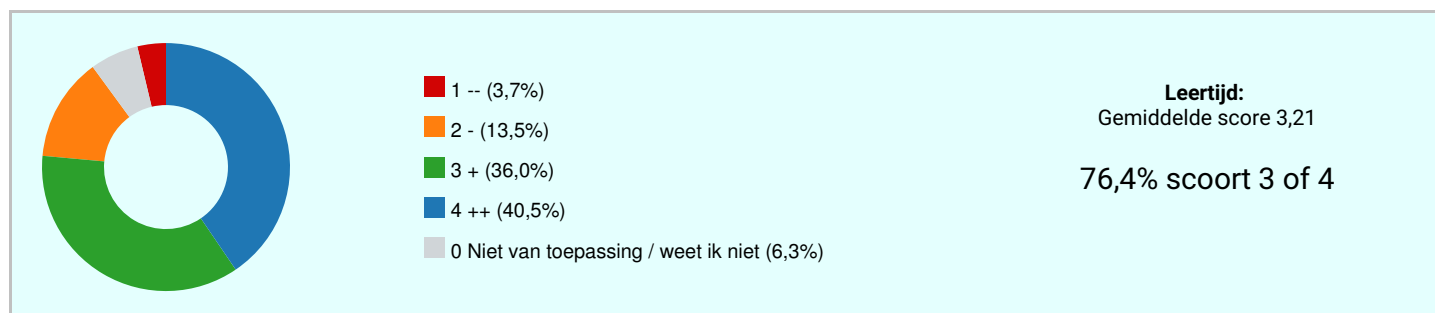 1 -- (3,7%)
2 - (13,5%)
3 + (36,0%)
4 ++ (40,5%)
0 Niet van toepassing / weet ik niet (6,3%)
Leertijd:
Gemiddelde score 3,21
76,4% scoort 3 of 4